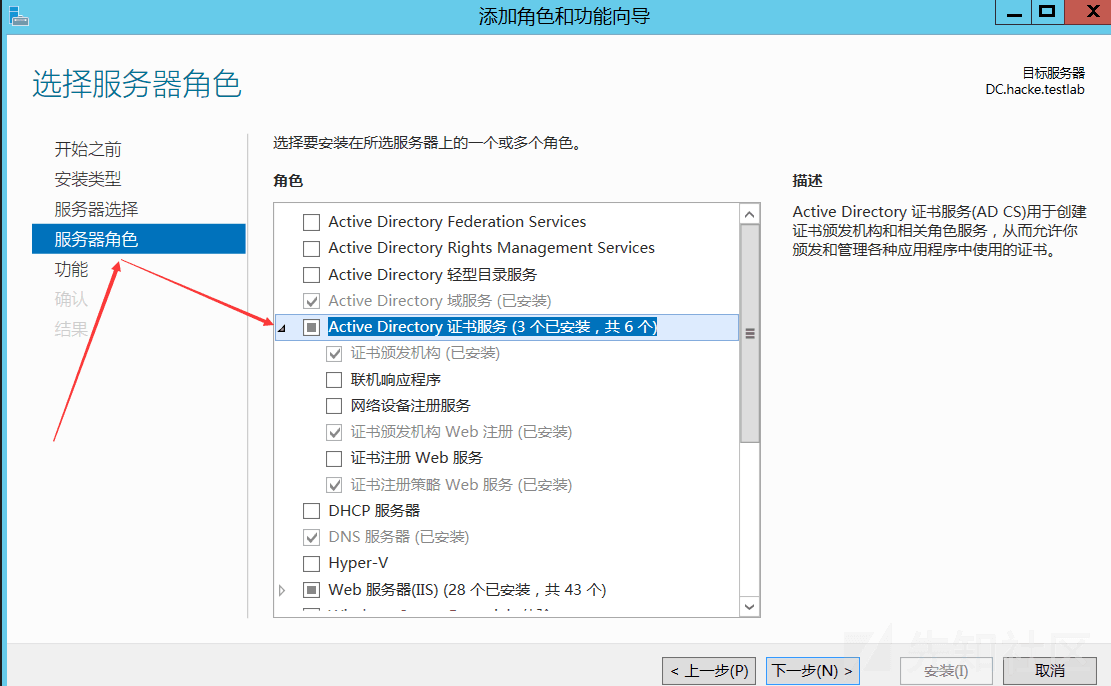 添加角色和功能向导
选择服务器角色
目标服务器
DC.hacke.testlab
开始之前
安装类型
服务器选择
服务器角色
功能
确认
结果
选择要安装在所选服务器上的一个或多个角色。
角色
Active Directory Federation Services
Active Directory Rights Management Services
Active Directory 轻型目录服务
Active Directory 域服务 (已安装)
Active Directory 证书服务 (3 个已安装，共 6 个)
证书颁发机构 (已安装)
联机响应程序
网络设备注册服务
证书颁发机构 Web 注册 (已安装)
证书注册 Web 服务
证书注册策略 Web 服务 (已安装)
DHCP 服务器
DNS 服务器 (已安装)
Hyper-V
Web 服务器(IIS) (28 个已安装，共 43 个)
描述
Active Directory 证书服务(AD CS)用于创建
证书颁发机构和相关角色服务，从而允许你
颁发和管理各种应用程序中使用的证书。
先知社区
< 上一步(P)
下一步(N) >
安装(I)
取消